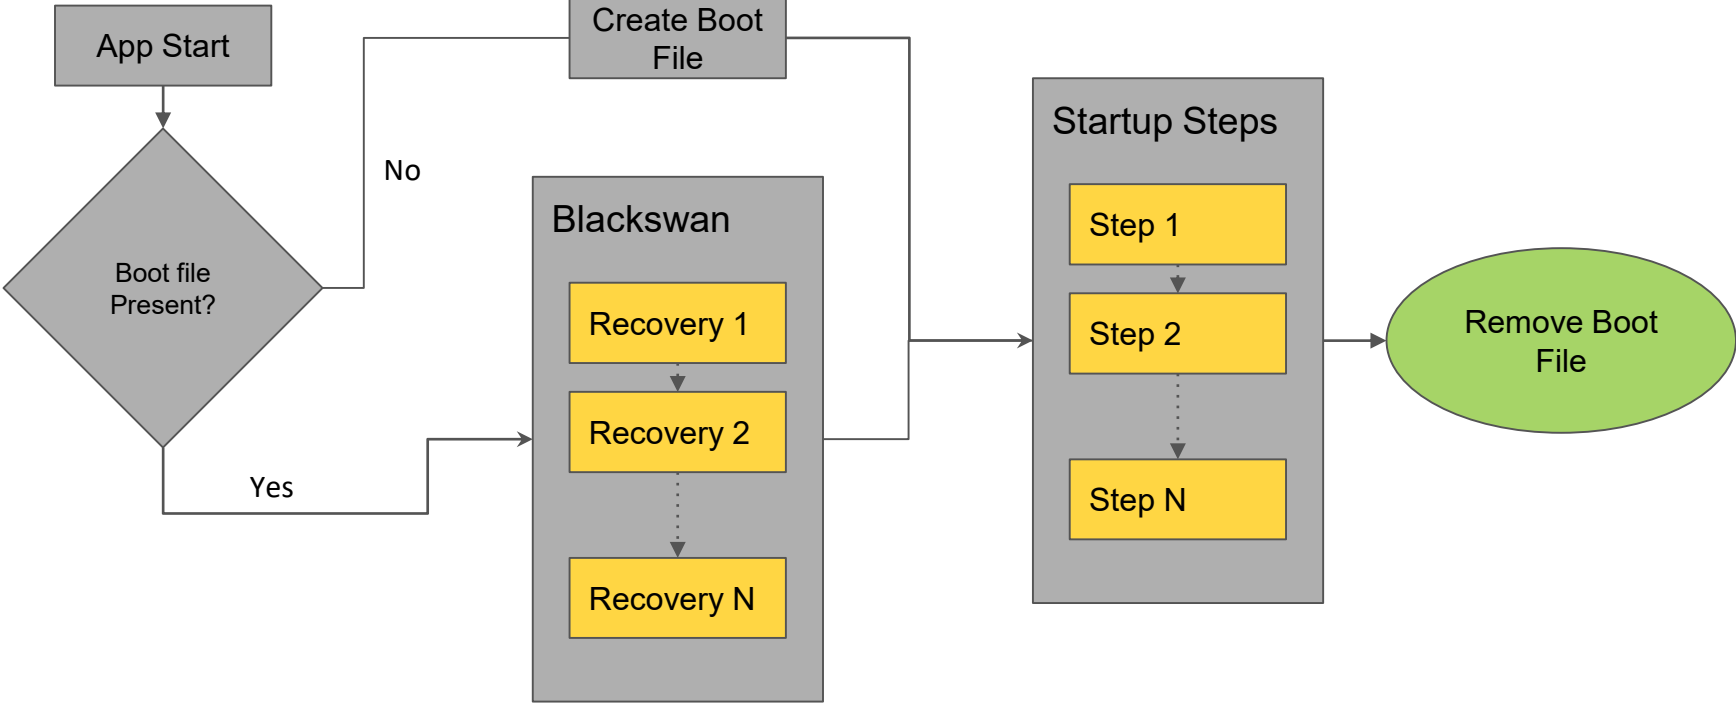 App Start
Boot file
Present?
No
Yes
Create Boot
File
Blackswan
Recovery 1
Recovery 2
Recovery N
Startup Steps
Step 1
Step 2
Step N
Remove Boot
File